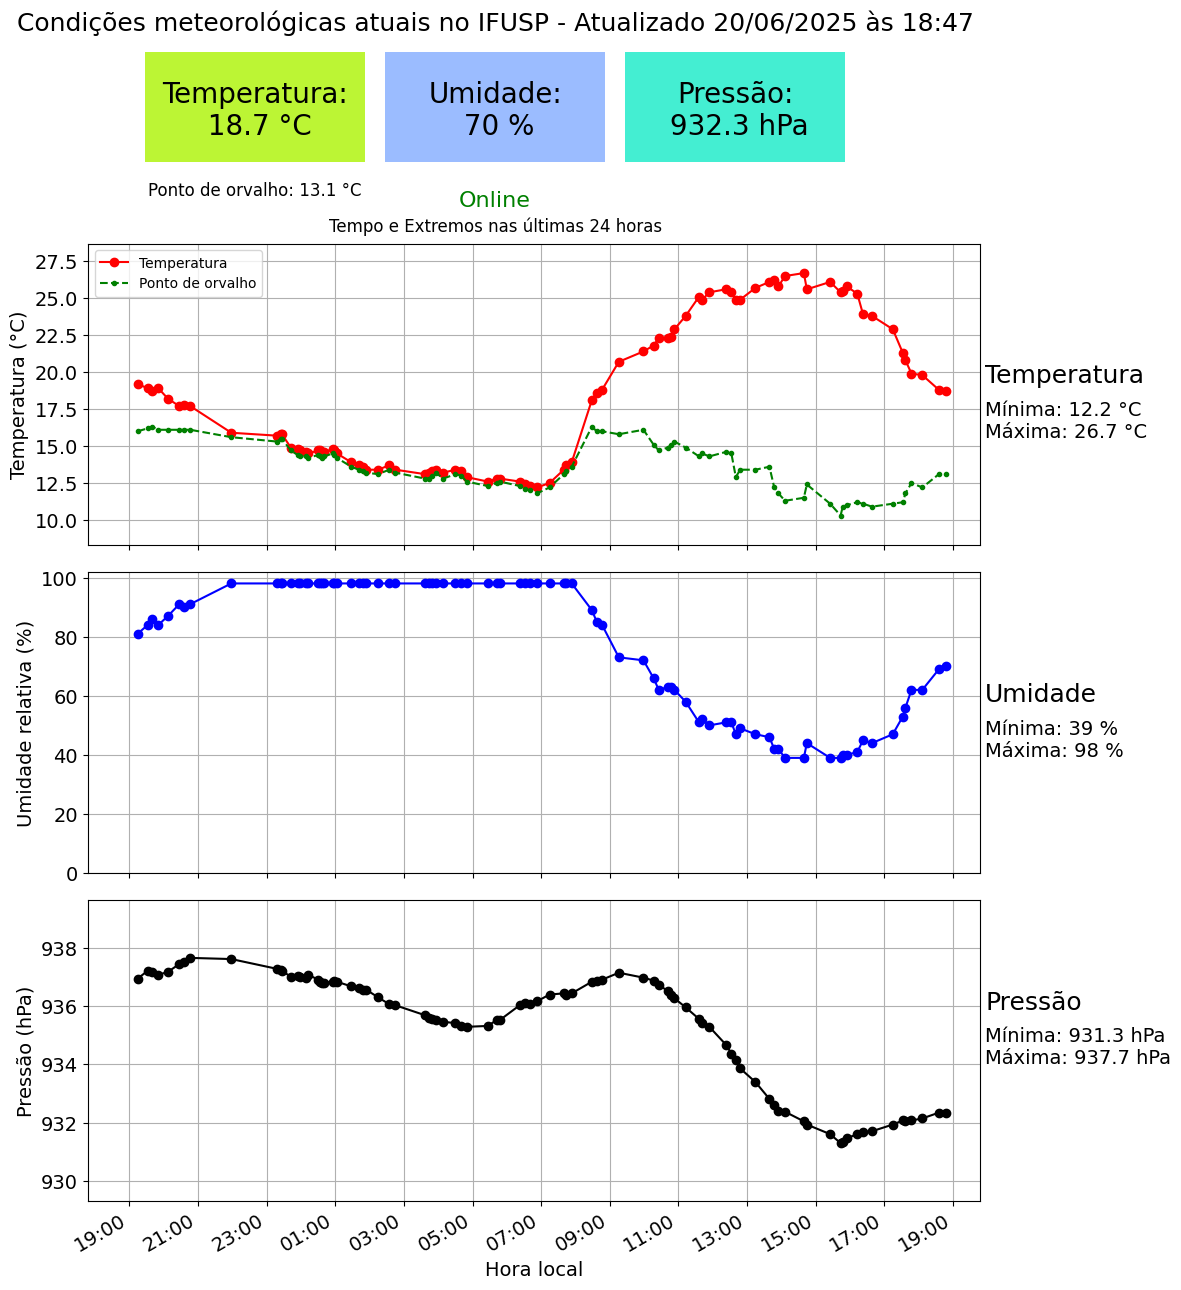 Condições meteorológicas atuais no IFUSP - Atualizado 20/06/2025 às 18:47
Temperatura:
18.7 °C
Umidade:
70 %
Pressão:
932.3 hPa
Ponto de orvalho: 13.1 °C
Online
Tempo e Extremos nas últimas 24 horas
Temperatura (°C)
27.5
25.0
22.5
20.0
17.5
15.0
12.5
10.0
Temperatura
Ponto de orvalho
Temperatura
Mínima: 12.2 °C
Máxima: 26.7 °C
Umidade relativa (%)
100
80
60
40
20
0
Umidade
Mínima: 39 %
Máxima: 98 %
Pressão (hPa)
938
936
934
932
930
Pressão
Mínima: 931.3 hPa
Máxima: 937.7 hPa
19:00 21:00 23:00 01:00 03:00 05:00 07:00 09:00 11:00 13:00 15:00 17:00 19:00
Hora local